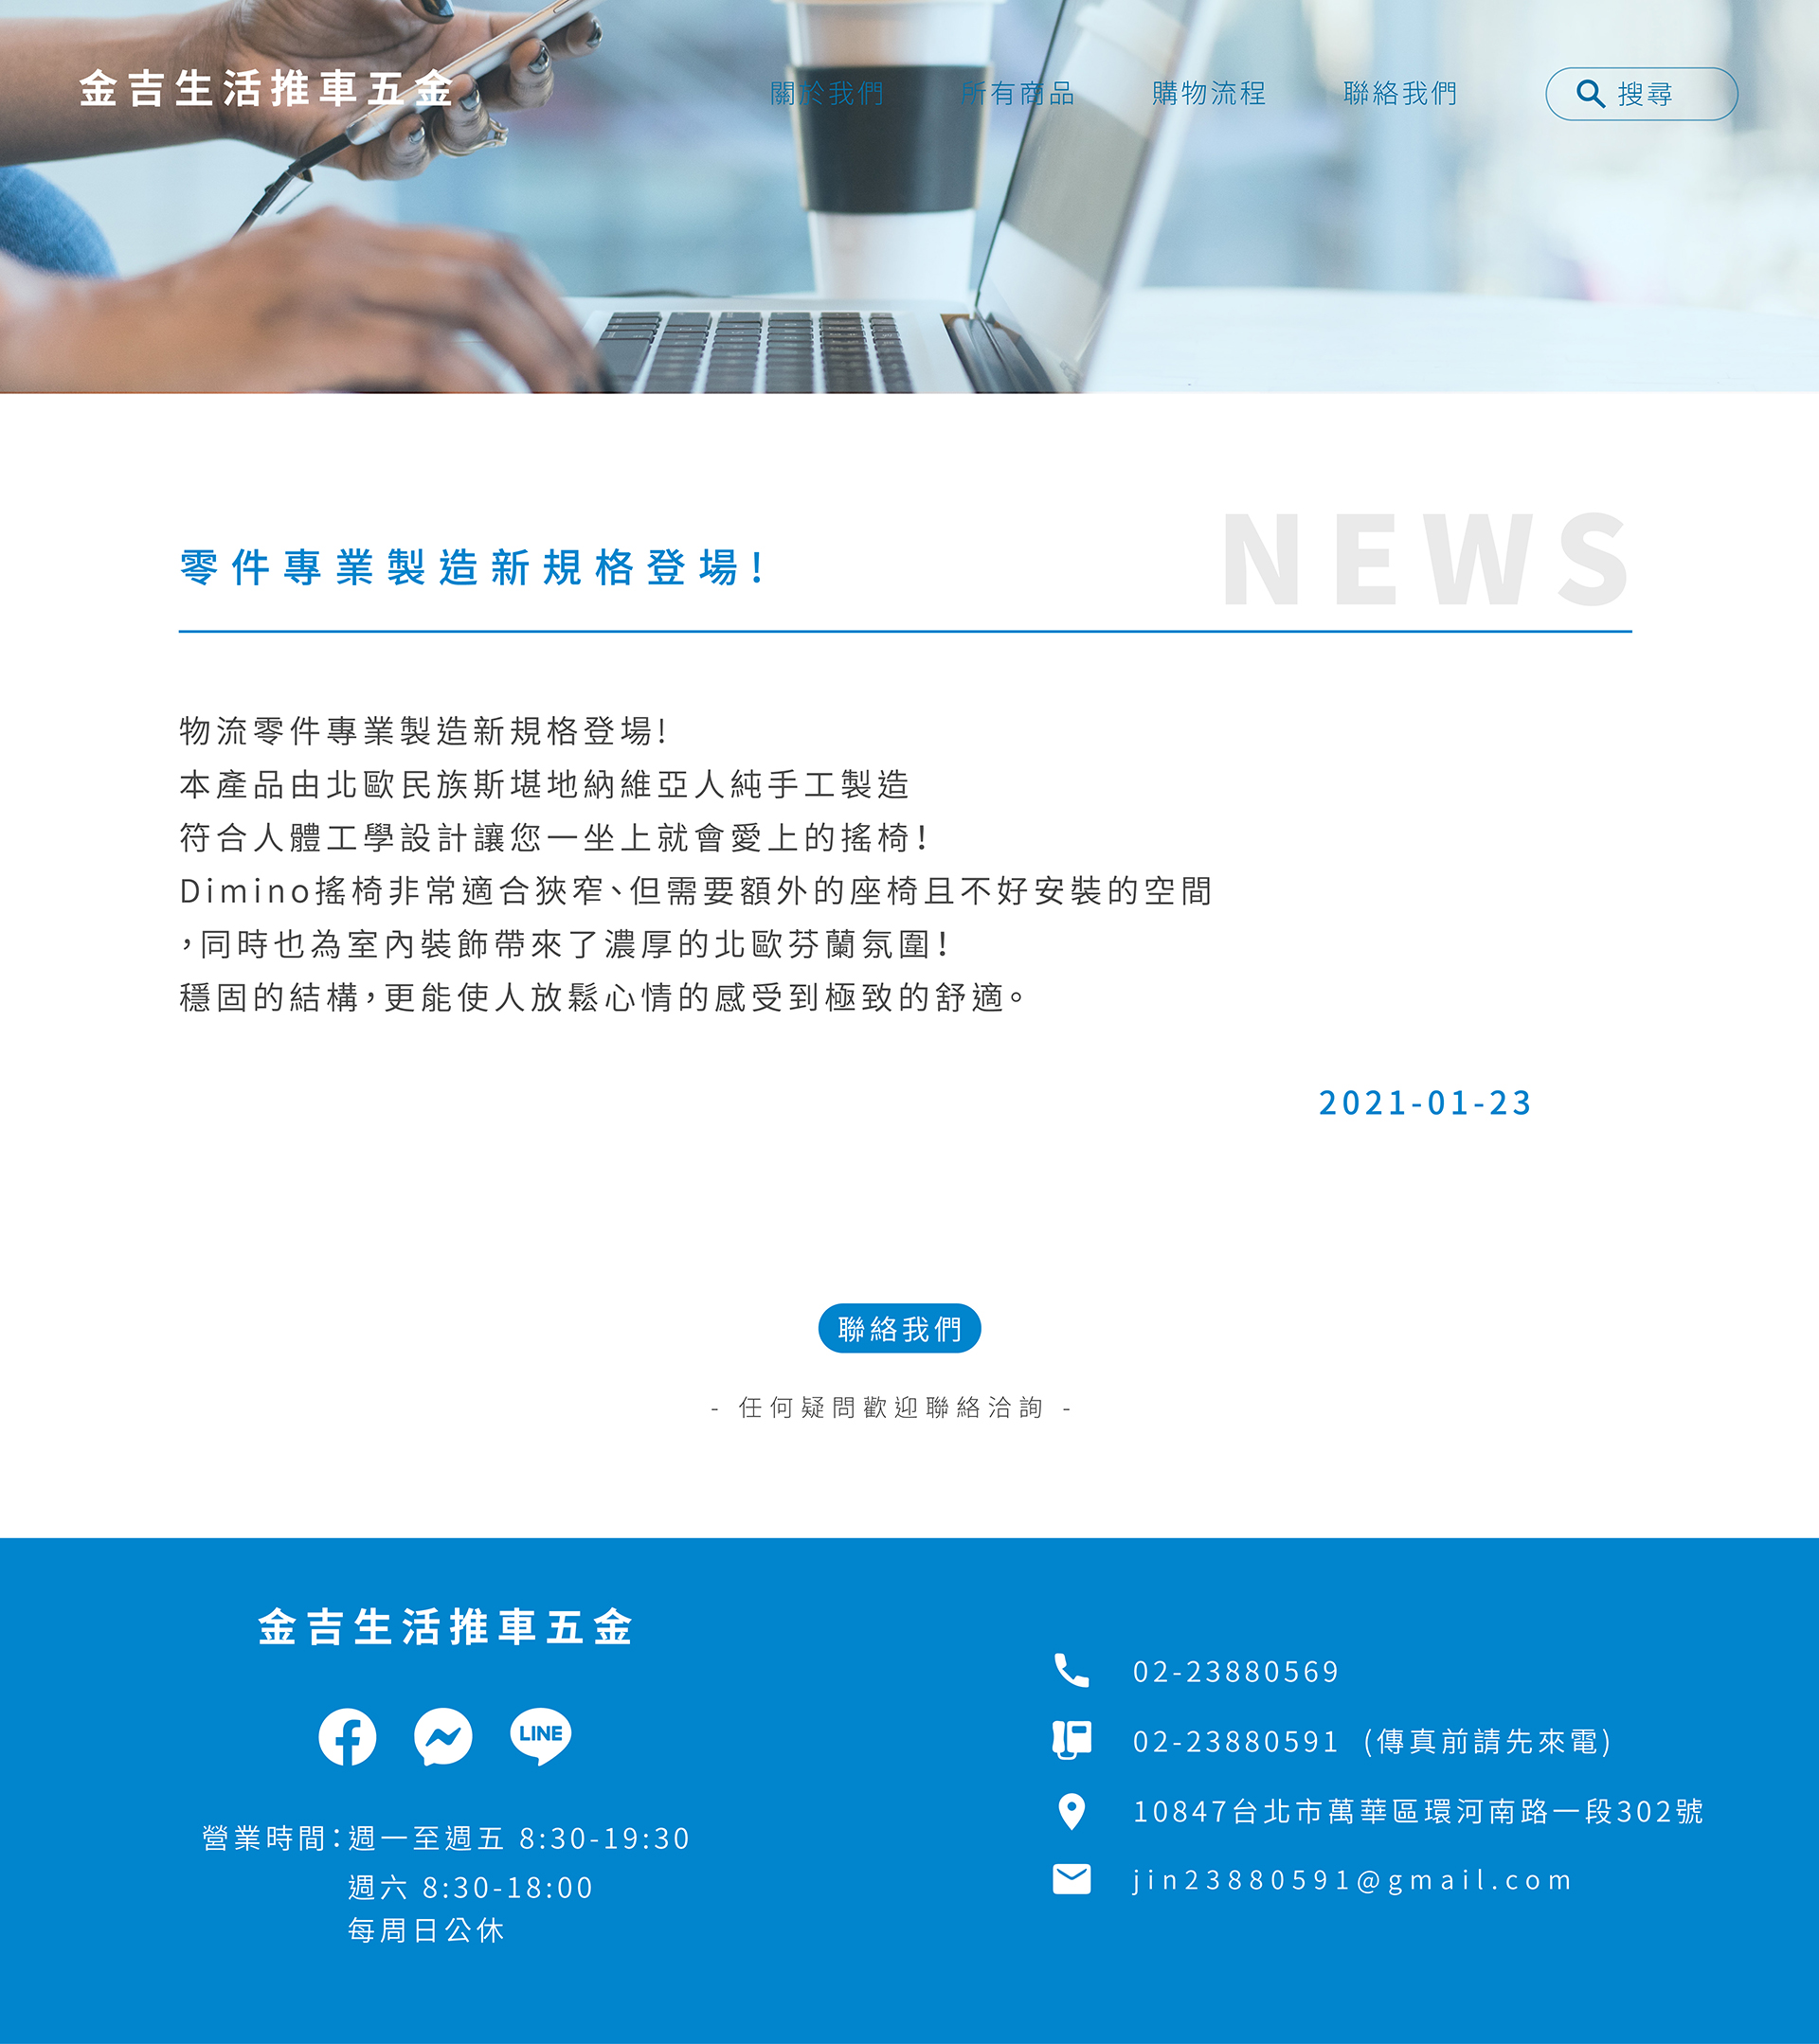 金吉生活推車五金
關於我們
所有商品
購物流程
聯絡我們
搜尋
NEWS
零件專業製造新規格登場！
物流零件專業製造新規格登場！
本產品由北歐民族斯堪地納維亞人純手工製造
符合人體工學設計讓您一坐上就會愛上的搖椅！
Dimino搖椅非常適合狹窄、但需要額外的座椅且不好安裝的空間
，同時也為室內裝飾帶來了濃厚的北歐芬蘭氛圍！
穩固的結構，更能使人放鬆心情的感受到極致的舒適。
2021-01-23
聯絡我們
- 任何疑問歡迎聯絡洽詢 -
金吉生活推車五金
LINE
營業時間：週一至週五 8:30-19:30
週六 8:30-18:00
每周日公休
02-23880569
02-23880591 (傳真前請先來電)
10847台北市萬華區環河南路一段302號
jin23880591@gmail.com